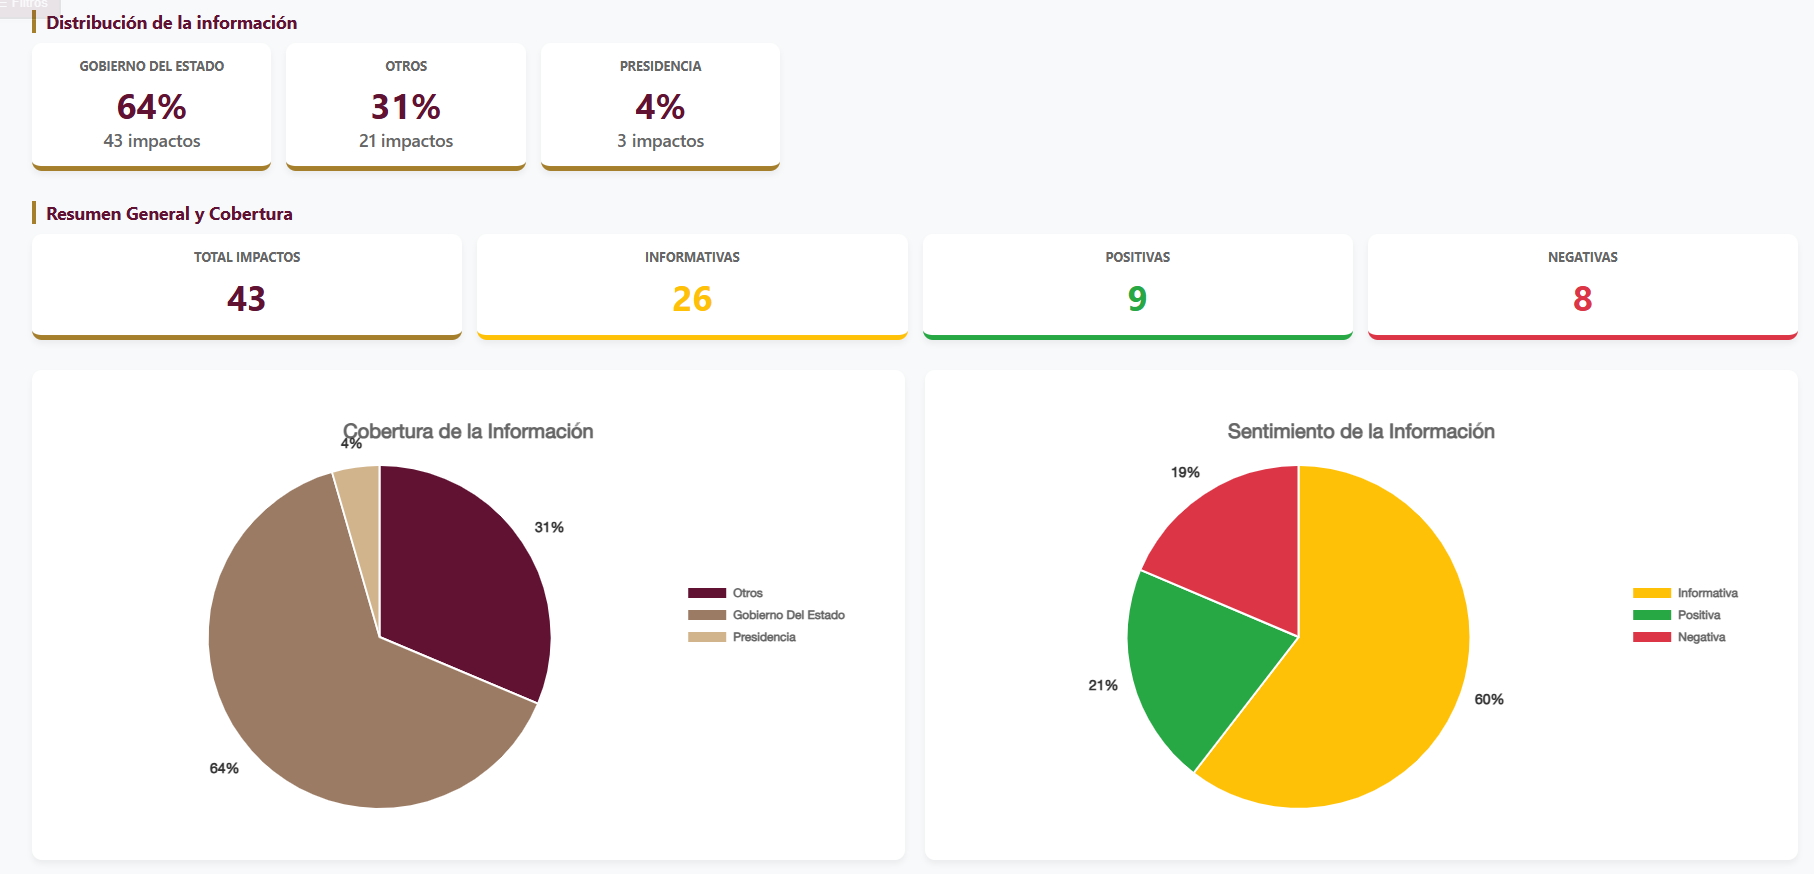 ☰ Filtros
Distribución de la información
GOBIERNO DEL ESTADO
64%
43 impactos
OTROS
31%
21 impactos
PRESIDENCIA
4%
3 impactos
Resumen General y Cobertura
TOTAL IMPACTOS
43
INFORMATIVAS
26
POSITIVAS
9
NEGATIVAS
8
Cobertura de la Información
4%
31%
64%
Otros
Gobierno Del Estado
Presidencia
Sentimiento de la Información
19%
21%
60%
Informativa
Positiva
Negativa